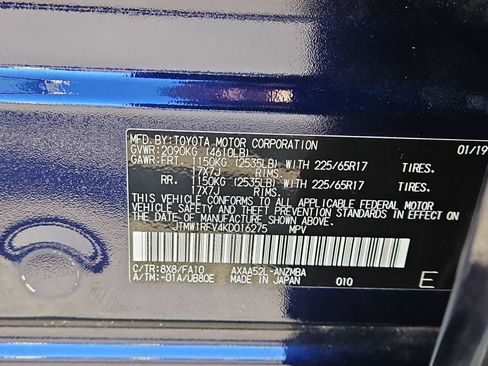 MFD. BY: TOYOTA MOTOR CORPORATION 01/19
GVWR: 2090KG (4610LB)
GAWR: FRT. 1150KG (2535LB) WITH 225/65R17 TIRES.
17X7J RIMS.
RR. 1150KG (2535LB) WITH 225/65R17 TIRES.
17X7J RIMS.
THIS VEHICLE CONFORMS TO ALL APPLICABLE FEDERAL MOTOR
VEHICLE SAFETY AND THEFT PREVENTION STANDARDS IN
EFFECT ON THE DATE OF MANUFACTURE SHOWN ABOVE.
JTMW1RFV4KD016275 MPV
C/TR: 8X8/FA10 AXAA52L-ANZMBA
A/TM: -01A/UB80E MADE IN JAPAN 010 E